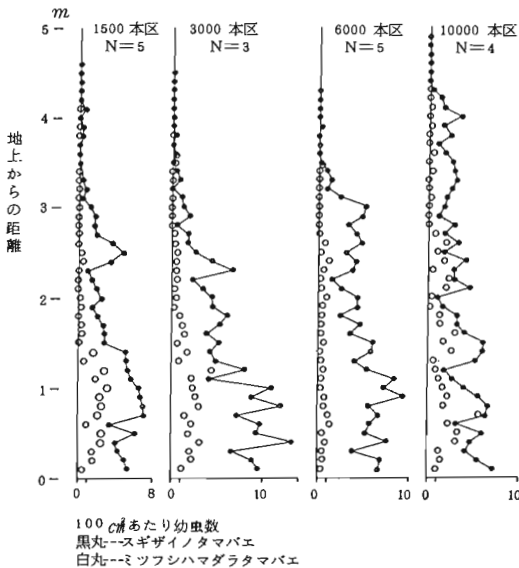 m
1500 本区
N=5
3000 本区
N=3
6000 本区
N=5
10000 本区
N=4
5
4
3
2
1
0
地上からの距離
0 8
0 10
0 10
0 10
100㎠あたり幼虫数
黒丸---スギザイノタマバエ
白丸---ミツフシハマダラタマバエ